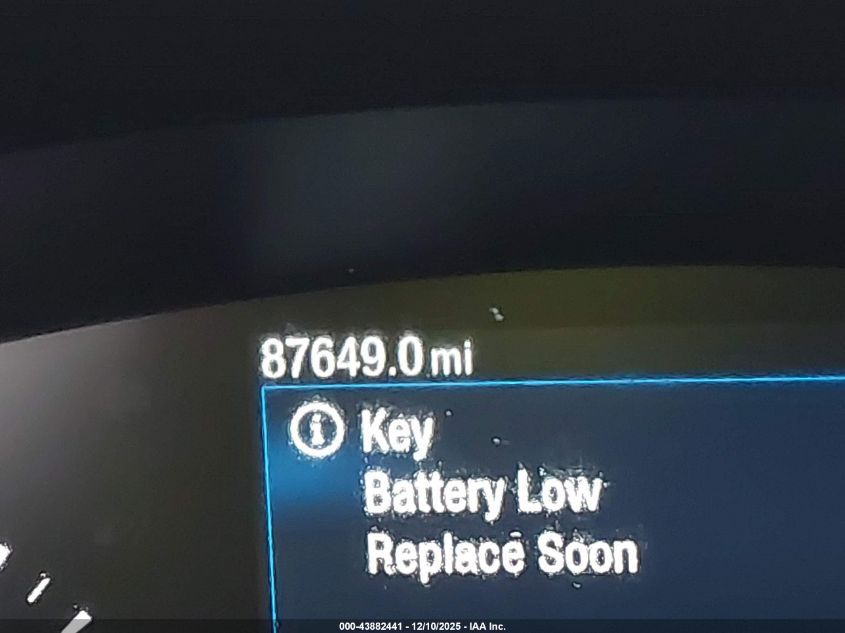 87649.0 mi
Key
Battery Low
Replace Soon
000-43882441 - 12/10/2025 - IAA Inc.